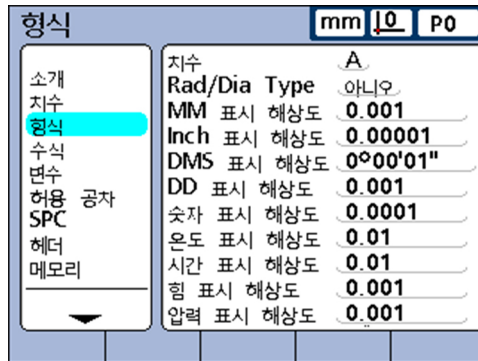 형식
mm 0 P0
소개
치수
형식
수식
변수
허용 공차
SPC
헤더
메모리
치수 A
Rad/Dia Type 아니오
MM 표시 해상도 0.001
Inch 표시 해상도 0.00001
DMS 표시 해상도 0°00'01"
DD 표시 해상도 0.001
숫자 표시 해상도 0.0001
온도 표시 해상도 0.01
시간 표시 해상도 0.01
힘 표시 해상도 0.001
압력 표시 해상도 0.001